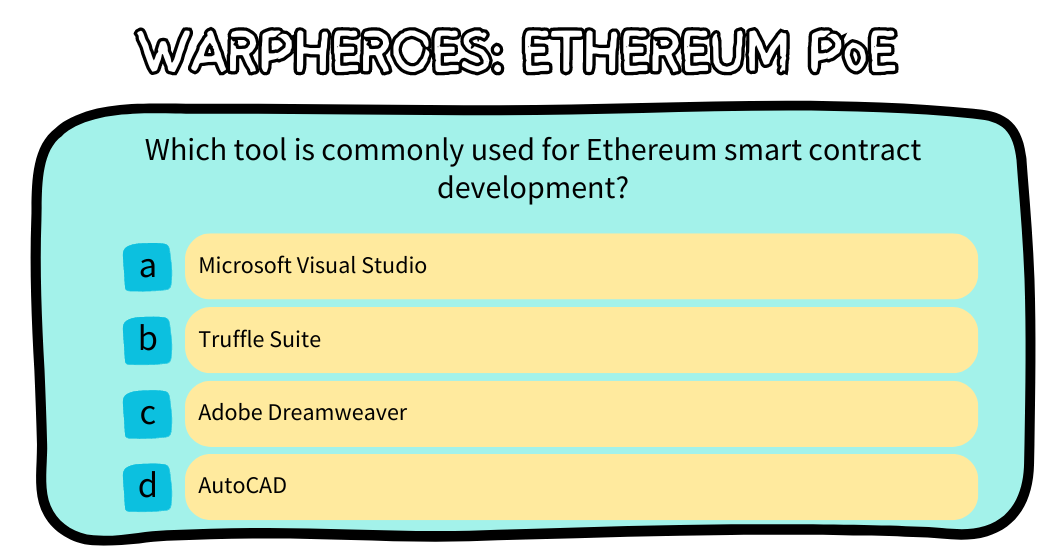 WARPHEROES: ETHEREUM PoE
Which tool is commonly used for Ethereum smart contract
development?
a Microsoft Visual Studio
b Truffle Suite
c Adobe Dreamweaver
d AutoCAD